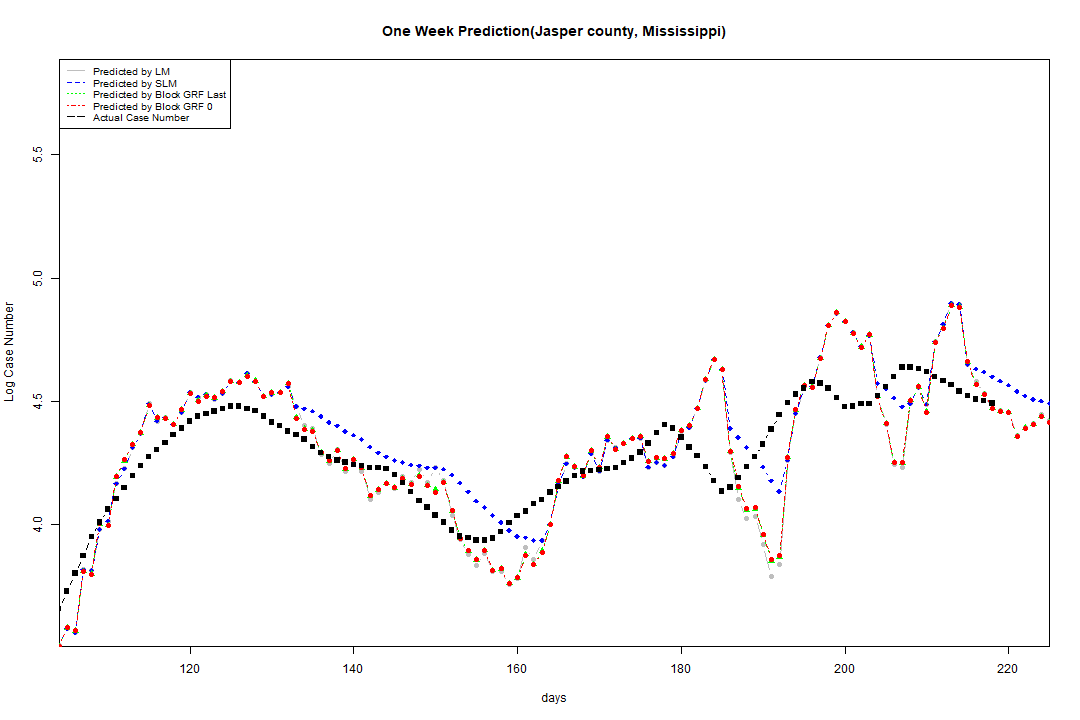 One Week Prediction(Jasper county, Mississippi)
Predicted by LM
Predicted by SLM
Predicted by Block GRF Last
Predicted by Block GRF 0
Actual Case Number
5.5
5.0
4.5
4.0
Log Case Number
120 140 160 180 200 220
days